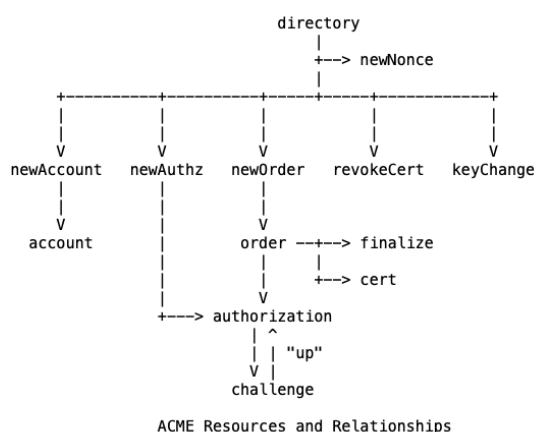 directory
newNonce
newAccount newAuthz newOrder revokeCert keyChange
account order finalize
cert
authorization
"up"
challenge
ACME Resources and Relationships